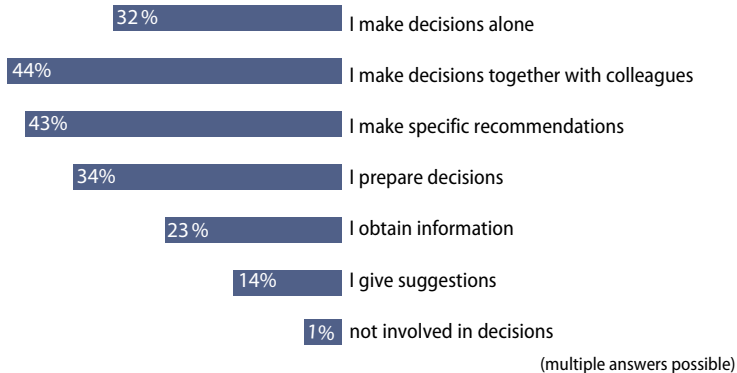 32 % I make decisions alone
44% I make decisions together with colleagues
43% I make specific recommendations
34% I prepare decisions
23 % I obtain information
14% I give suggestions
1% not involved in decisions
(multiple answers possible)